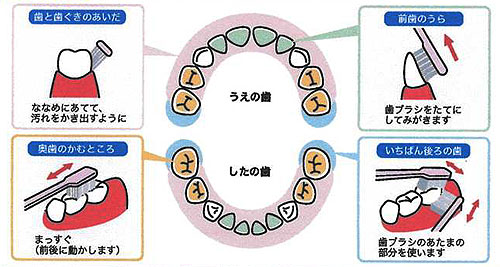 歯と歯ぐきのあいだ
ななめにあてて、
汚れをかき出すように
うえの歯
前歯のうら
歯ブラシをたてに
してみがきます
奥歯のかむところ
まっすぐ
(前後に動かします)
したの歯
いちばん後ろの歯
歯ブラシのあたまの
部分を使います